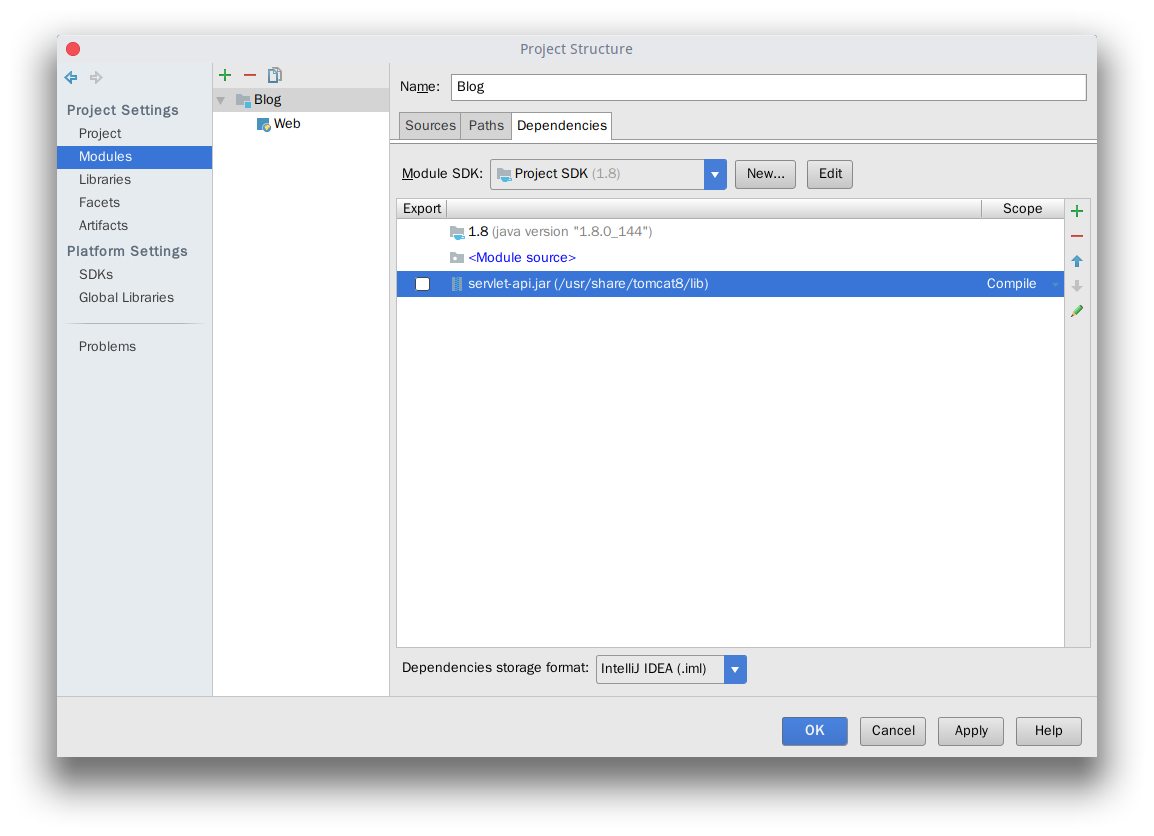 Project Structure
Project Settings
Project
Modules
Libraries
Facets
Artifacts
Platform Settings
SDKs
Global Libraries
Problems
Blog
Web
Name: Blog
Sources Paths Dependencies
Module SDK: Project SDK (1.8) New... Edit
Export Scope
1.8 (java version "1.8.0_144")
<Module source>
servlet-api.jar (/usr/share/tomcat8/lib) Compile
Dependencies storage format: IntelliJ IDEA (.iml)
OK Cancel Apply Help